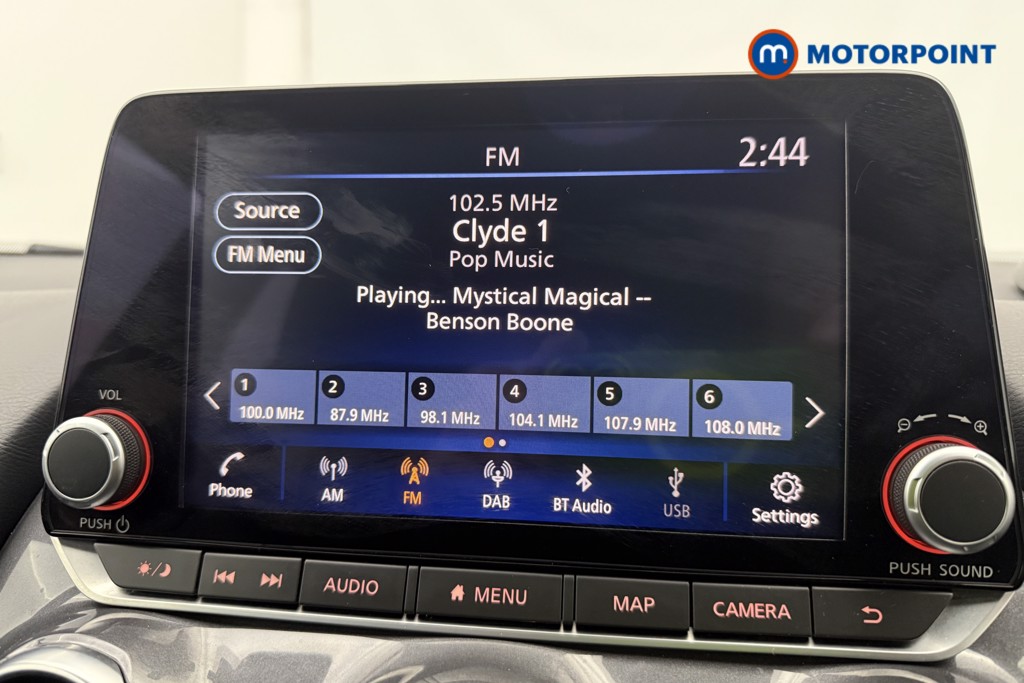 m MOTORPOINT
FM
2:44
Source
102.5 MHz
Clyde 1
FM Menu
Pop Music
Playing... Mystical Magical --
Benson Boone
1 2 3 4 5 6
100.0 MHz 87.9 MHz 98.1 MHz 104.1 MHz 107.9 MHz 108.0 MHz
VOL
Phone AM FM DAB BT Audio USB Settings
PUSH
PUSH SOUND
AUDIO MENU MAP CAMERA